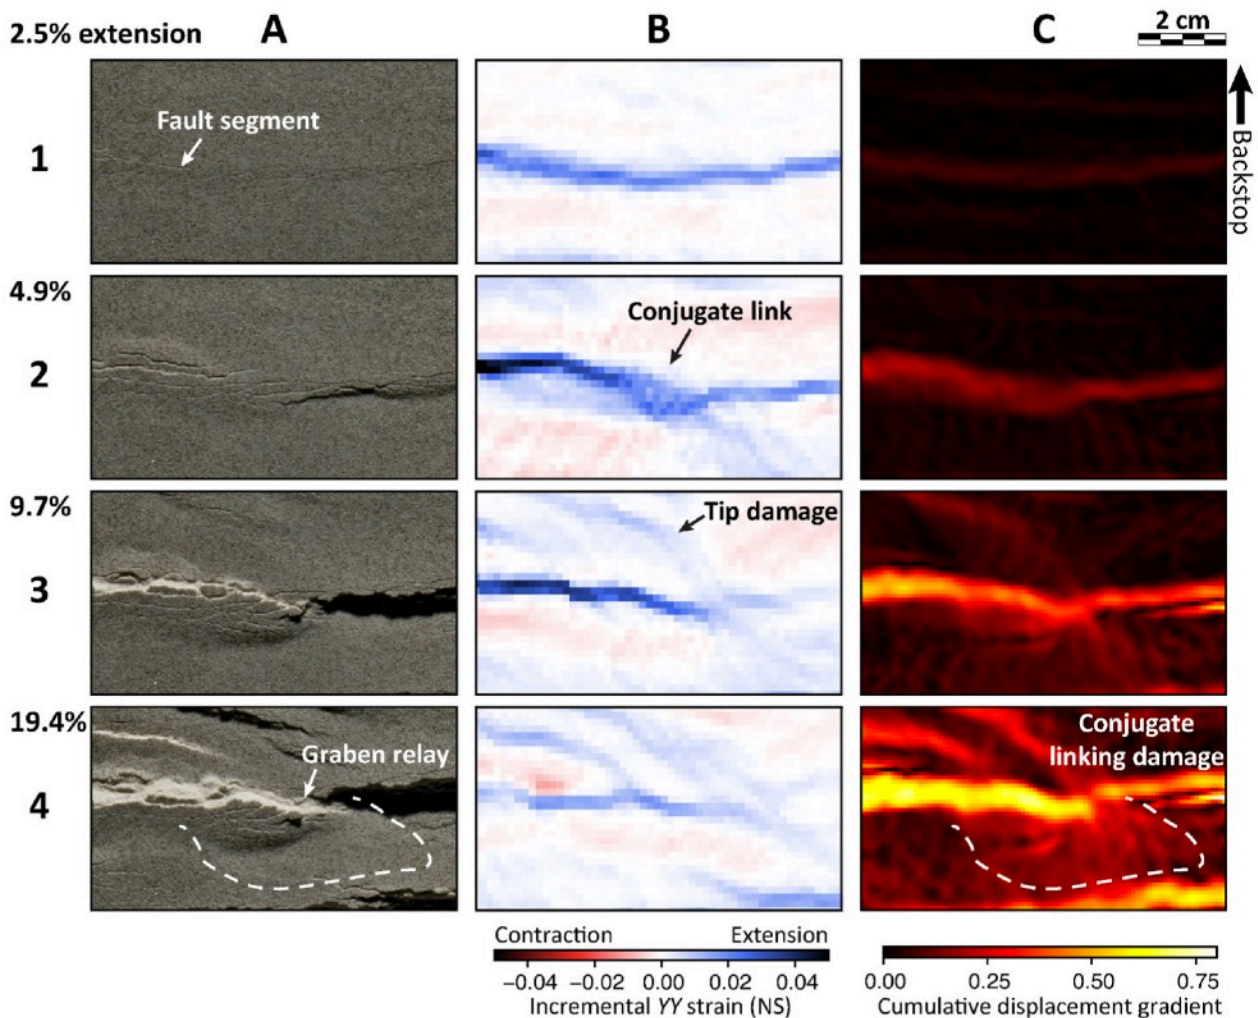 2.5% extension A B C 2 cm
Fault segment
1
Backstop
4.9%
Conjugate link
2
9.7%
Tip damage
3
19.4%
Graben relay
Conjugate
linking damage
4
Contraction Extension
−0.04 −0.02 0.00 0.02 0.04
Incremental YY strain (NS)
0.00 0.25 0.50 0.75
Cumulative displacement gradient